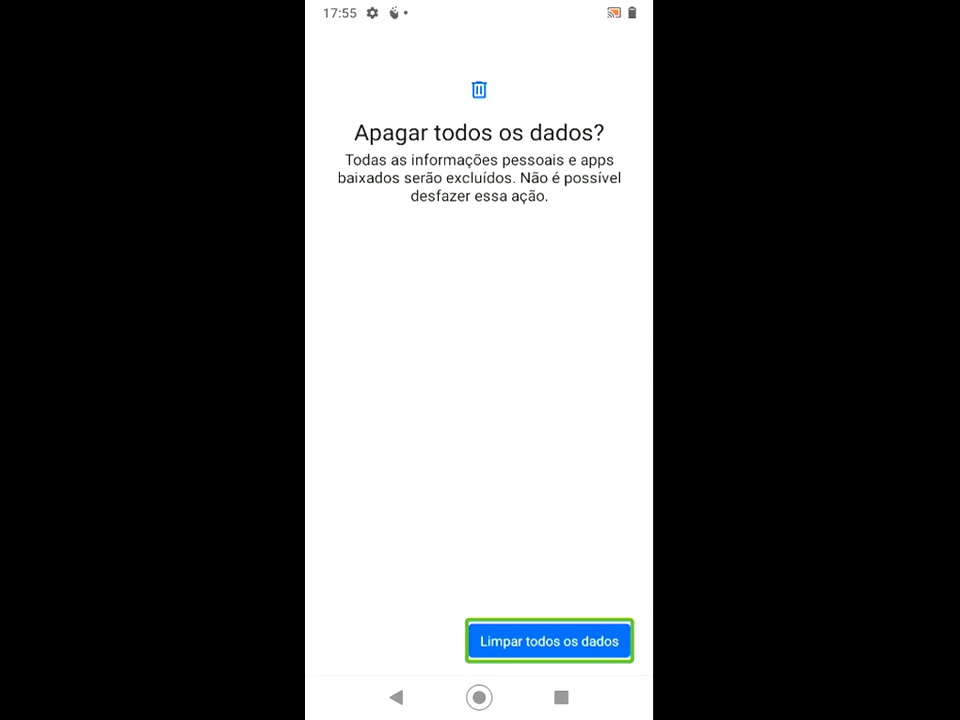 17:55
Apagar todos os dados?
Todas as informações pessoais e apps
baixados serão excluídos. Não é possível
desfazer essa ação.
Limpar todos os dados